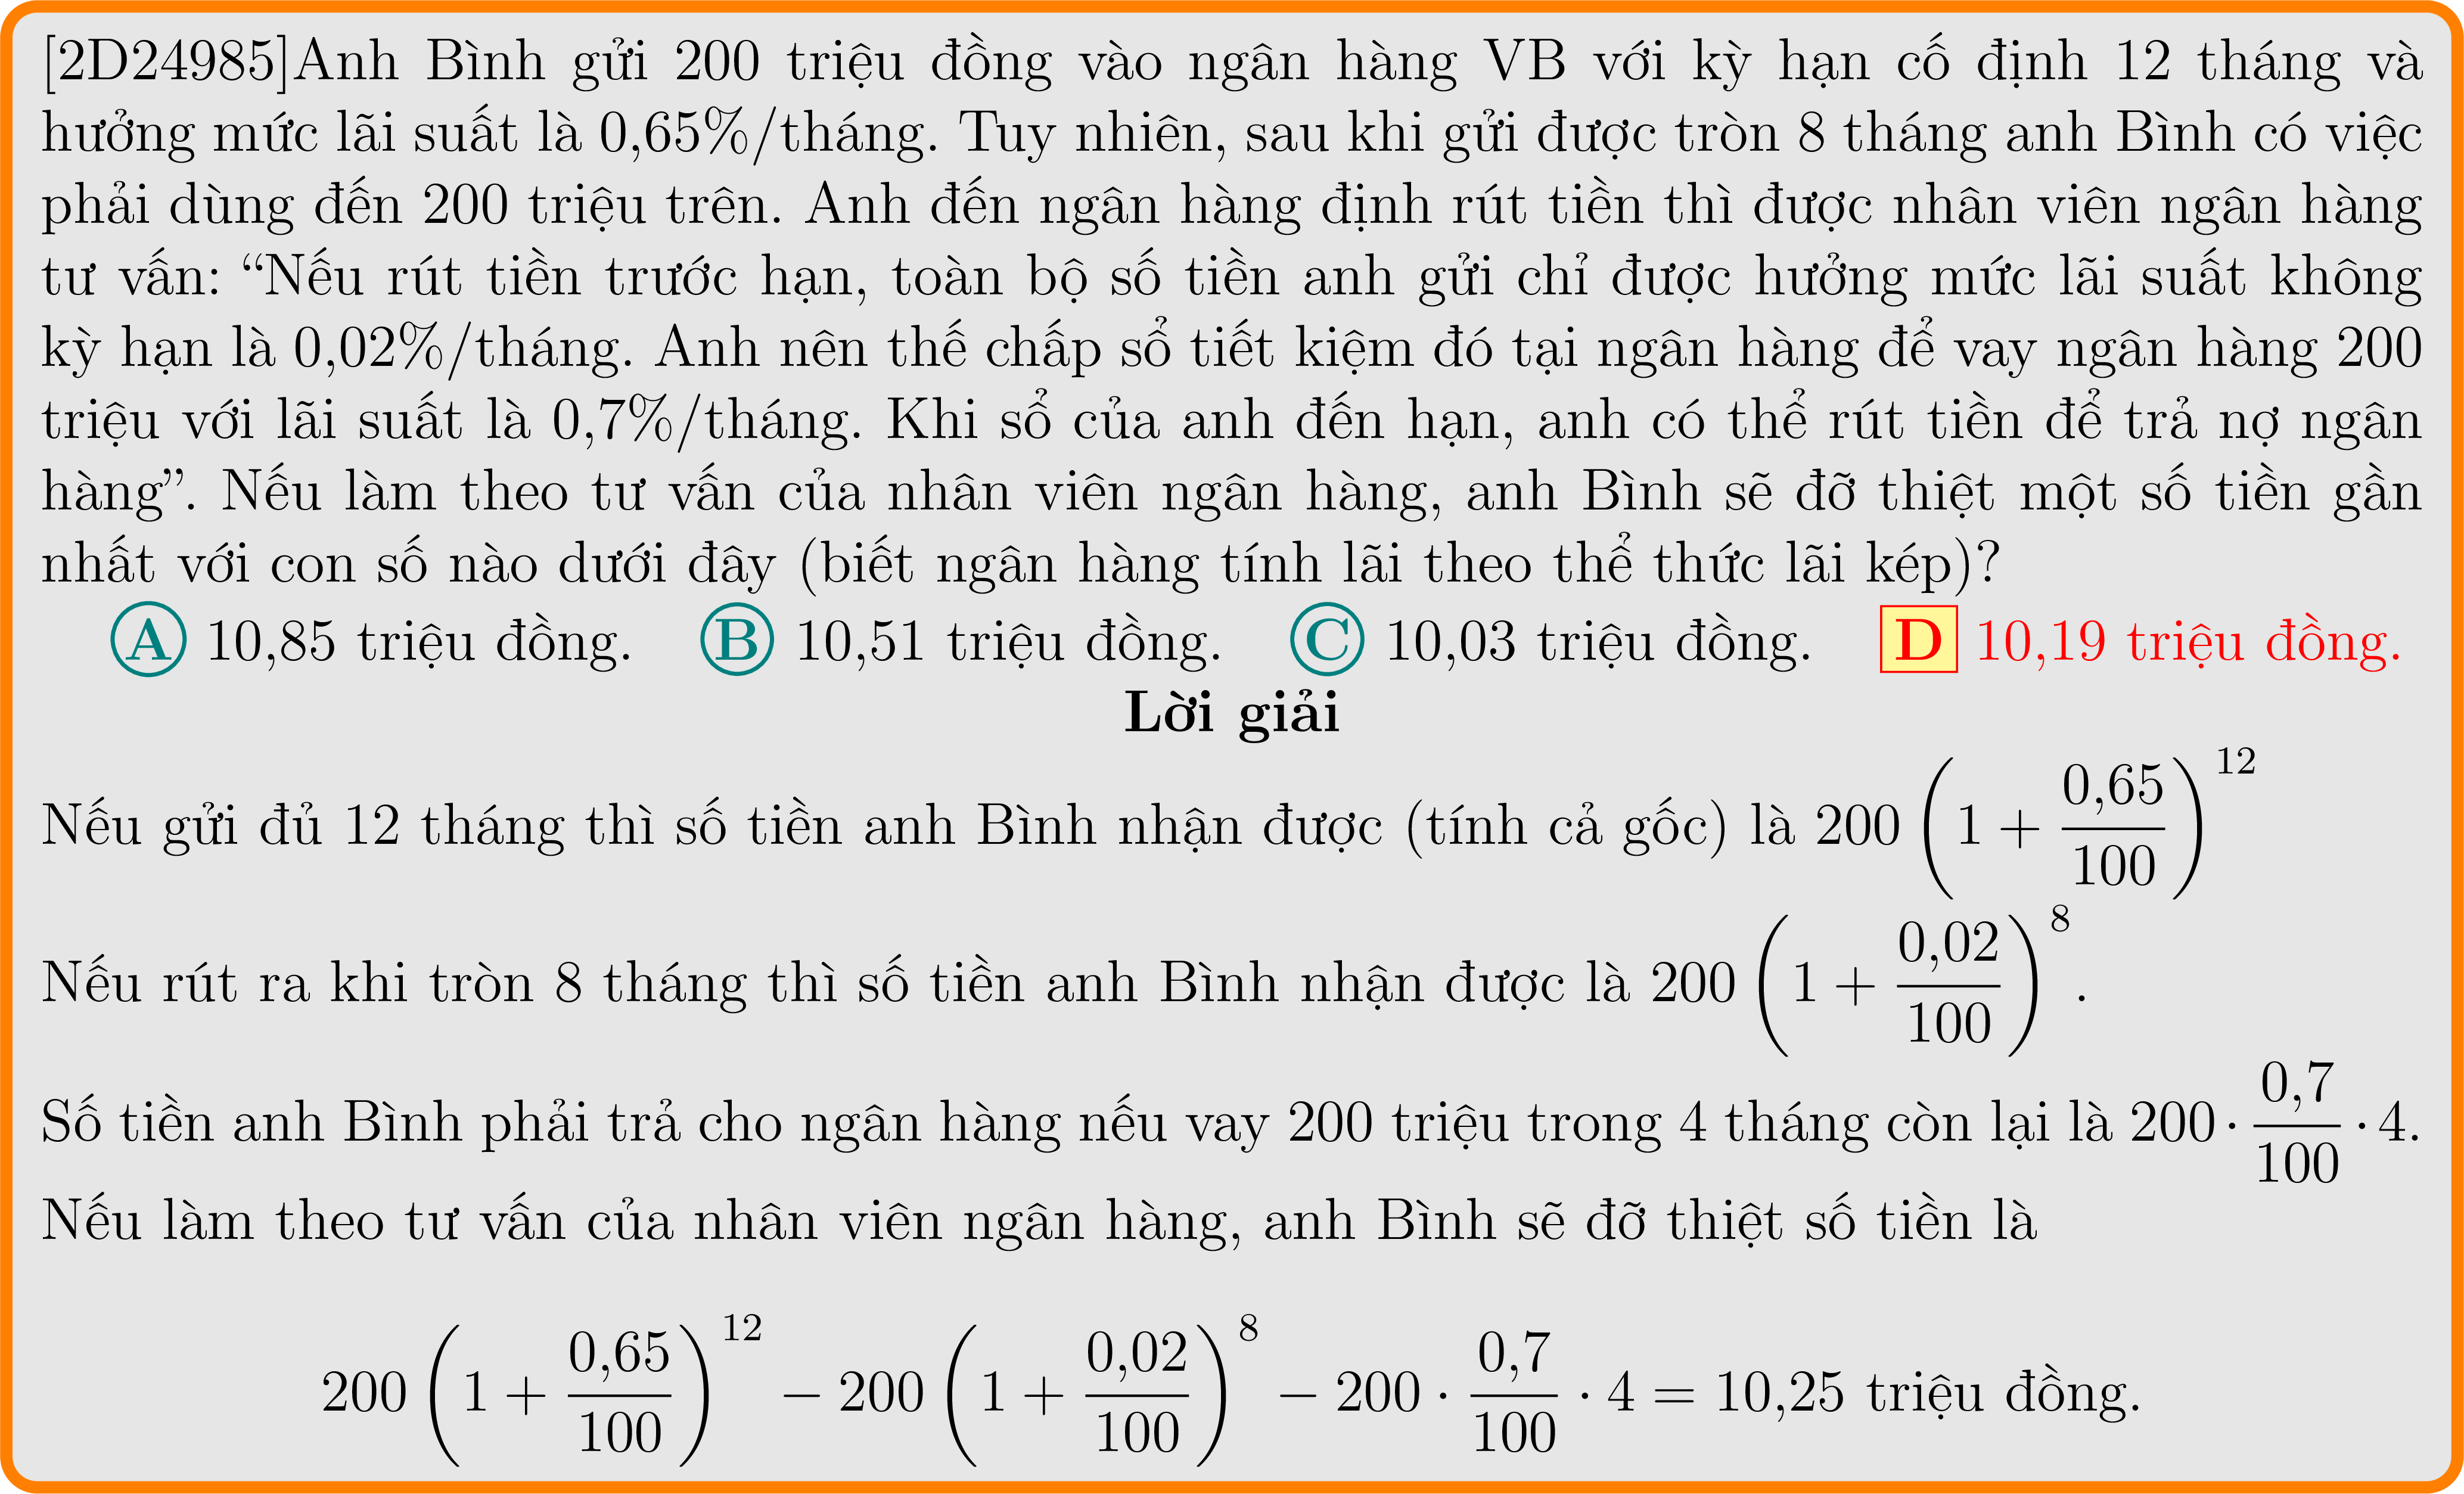 [2D24985]Anh Bình gửi 200 triệu đồng vào ngân hàng VB với kỳ hạn cố định 12 tháng và
hưởng mức lãi suất là 0,65%/tháng. Tuy nhiên, sau khi gửi được tròn 8 tháng anh Bình có việc
phải dùng đến 200 triệu trên. Anh đến ngân hàng định rút tiền thì được nhân viên ngân hàng
tư vấn: “Nếu rút tiền trước hạn, toàn bộ số tiền anh gửi chỉ được hưởng mức lãi suất không
kỳ hạn là 0,02%/tháng. Anh nên thế chấp sổ tiết kiệm đó tại ngân hàng để vay ngân hàng 200
triệu với lãi suất là 0,7%/tháng. Khi sổ của anh đến hạn, anh có thể rút tiền để trả nợ ngân
hàng”. Nếu làm theo tư vấn của nhân viên ngân hàng, anh Bình sẽ đỡ thiệt một số tiền gần
nhất với con số nào dưới đây (biết ngân hàng tính lãi theo thể thức lãi kép)?
A 10,85 triệu đồng. B 10,51 triệu đồng. C 10,03 triệu đồng. D 10,19 triệu đồng.
Lời giải
Nếu gửi đủ 12 tháng thì số tiền anh Bình nhận được (tính cả gốc) là $200\left(1+\frac{0,65}{100}\right)^{12}$
Nếu rút ra khi tròn 8 tháng thì số tiền anh Bình nhận được là $200\left(1+\frac{0,02}{100}\right)^{8}$.
Số tiền anh Bình phải trả cho ngân hàng nếu vay 200 triệu trong 4 tháng còn lại là $200\cdot\frac{0,7}{100}\cdot 4$.
Nếu làm theo tư vấn của nhân viên ngân hàng, anh Bình sẽ đỡ thiệt số tiền là
$200\left(1+\frac{0,65}{100}\right)^{12}-200\left(1+\frac{0,02}{100}\right)^{8}-200\cdot\frac{0,7}{100}\cdot 4=10,25$ triệu đồng.